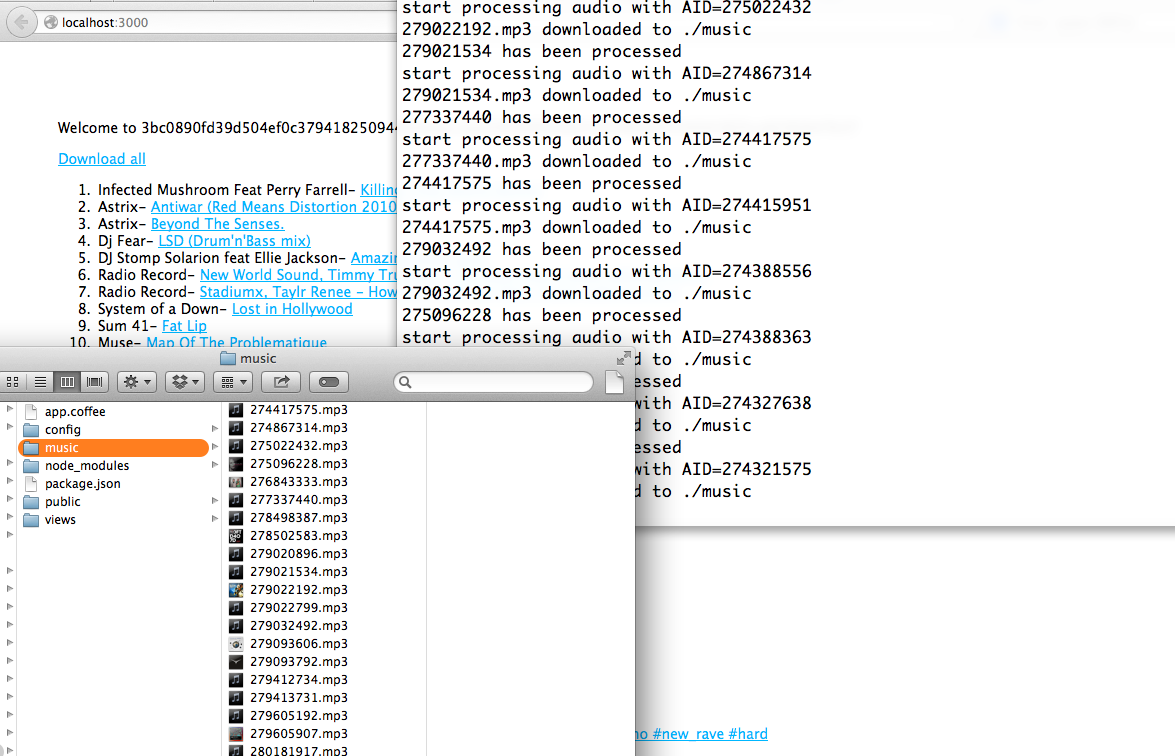 localhost:3000
Welcome to 3bc0890fd39d504ef0c37941825094
Download all
1. Infected Mushroom Feat Perry Farrell– Killing
2. Astrix– Antiwar (Red Means Distortion 2010
3. Astrix– Beyond The Senses.
4. Dj Fear– LSD (Drum'n'Bass mix)
5. DJ Stomp Solarion feat Ellie Jackson– Amazin
6. Radio Record– New World Sound, Timmy Tru
7. Radio Record– Stadiumx, Taylr Renee – How
8. System of a Down– Lost in Hollywood
9. Sum 41– Fat Lip
10. Muse– Map Of The Problematique
start processing audio with AID=275022432
279022192.mp3 downloaded to ./music
279021534 has been processed
start processing audio with AID=274867314
279021534.mp3 downloaded to ./music
277337440 has been processed
start processing audio with AID=274417575
277337440.mp3 downloaded to ./music
274417575 has been processed
start processing audio with AID=274415951
274417575.mp3 downloaded to ./music
279032492 has been processed
start processing audio with AID=274388556
279032492.mp3 downloaded to ./music
275096228 has been processed
start processing audio with AID=274388363
d to ./music
essed
with AID=274327638
d to ./music
essed
with AID=274321575
d to ./music
music
app.coffee
config
music
node_modules
package.json
public
views
274417575.mp3
274867314.mp3
275022432.mp3
275096228.mp3
276843333.mp3
277337440.mp3
278498387.mp3
278502583.mp3
279020896.mp3
279021534.mp3
279022192.mp3
279022799.mp3
279032492.mp3
279093606.mp3
279093792.mp3
279412734.mp3
279413731.mp3
279605192.mp3
279605907.mp3
280181917.mp3
no #new_rave #hard